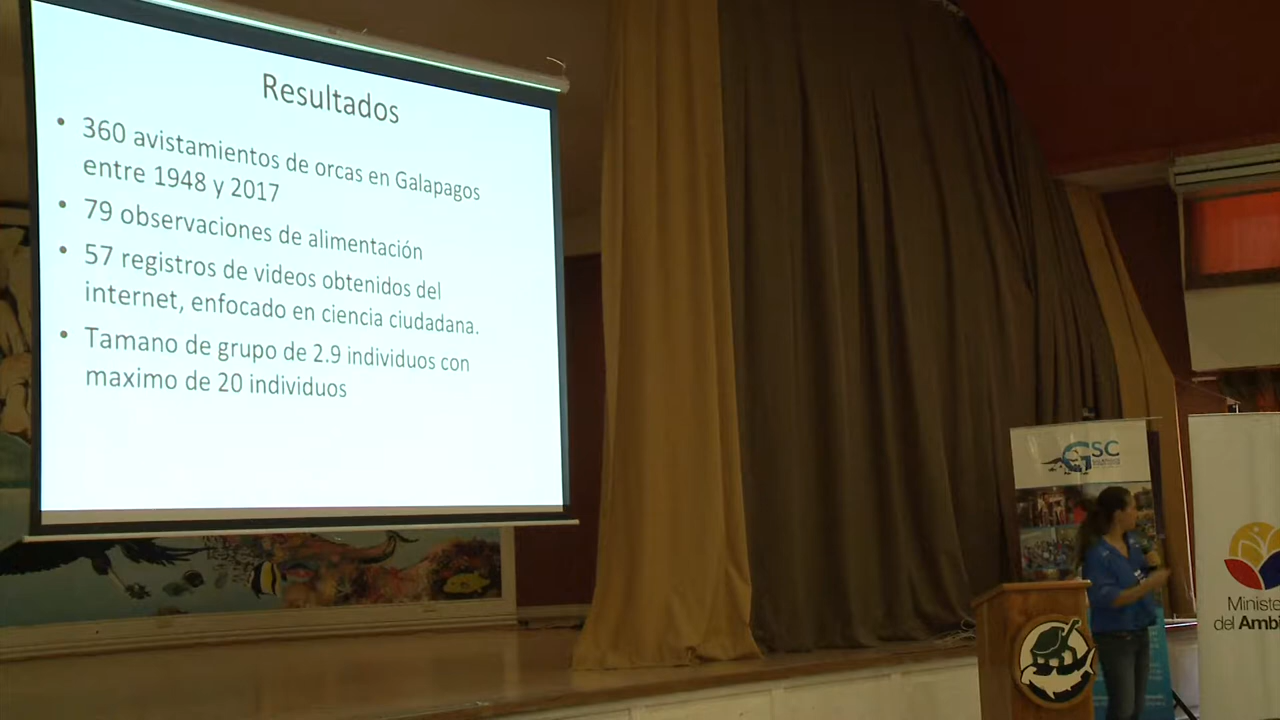 Resultados
• 360 avistamientos de orcas en Galapagos
entre 1948 y 2017
• 79 observaciones de alimentación
• 57 registros de videos obtenidos del
internet, enfocado en ciencia ciudadana.
• Tamano de grupo de 2.9 individuos con
maximo de 20 individuos
GSC
Ministe
del Ambi